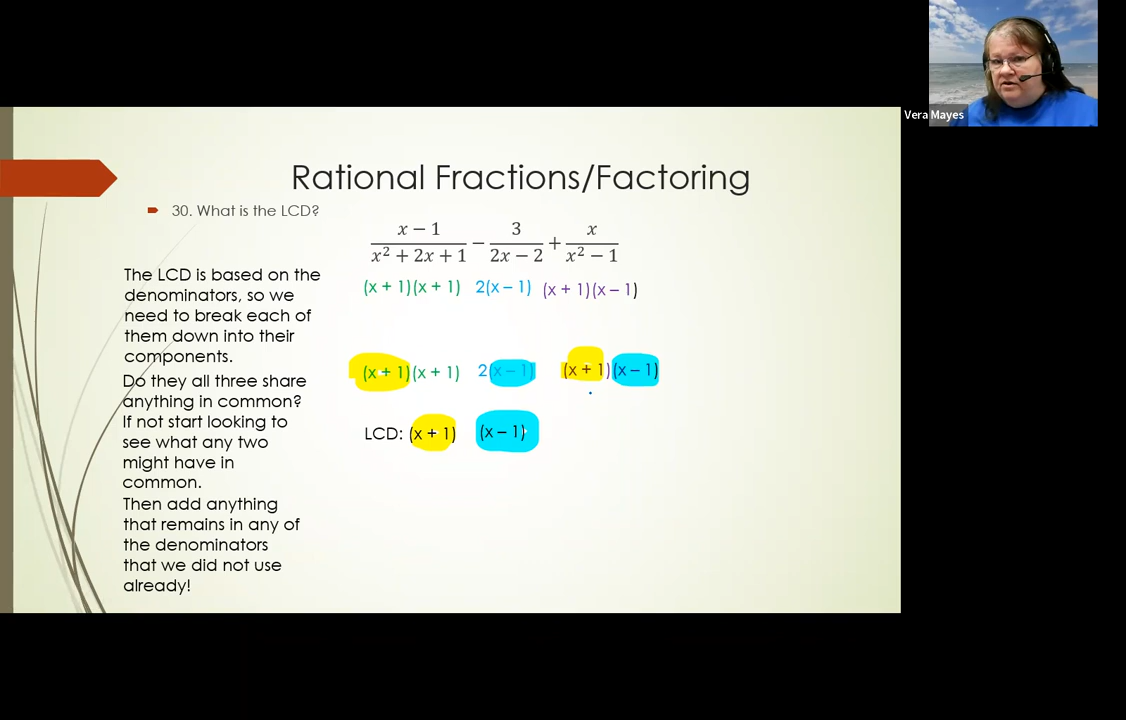 Vera Mayes
Rational Fractions/Factoring
30. What is the LCD?
x − 1 / x² + 2x + 1 − 3 / 2x − 2 + x / x² − 1
(x + 1)(x + 1) 2(x – 1) (x + 1)(x – 1)
The LCD is based on the
denominators, so we
need to break each of
them down into their
components.
(x + 1)(x + 1) 2(x – 1) (x + 1)(x – 1)
Do they all three share
anything in common?
If not start looking to
see what any two
might have in
common.
LCD: (x + 1) (x – 1)
Then add anything
that remains in any of
the denominators
that we did not use
already!